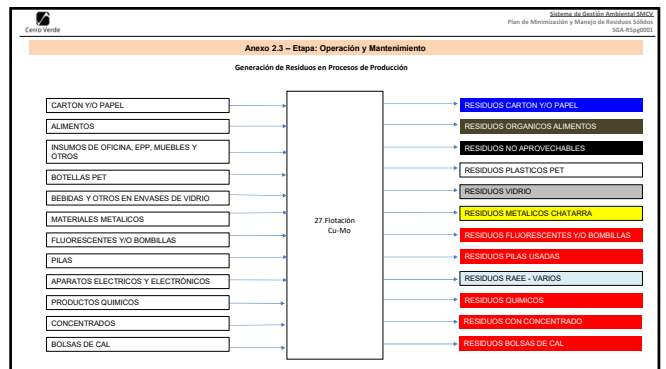 Sistema de Gestión Ambiental SMCV
Plan de Minimización y Manejo de Residuos Sólidos
SGA-RSpg0001
Cerro Verde
Anexo 2.3 – Etapa: Operación y Mantenimiento
Generación de Residuos en Procesos de Producción
CARTON Y/O PAPEL
ALIMENTOS
INSUMOS DE OFICINA, EPP, MUEBLES Y
OTROS
BOTELLAS PET
BEBIDAS Y OTROS EN ENVASES DE VIDRIO
MATERIALES METALICOS
FLUORESCENTES Y/O BOMBILLAS
PILAS
APARATOS ELECTRICOS Y ELECTRÓNICOS
PRODUCTOS QUIMICOS
CONCENTRADOS
BOLSAS DE CAL
27.Flotación
Cu-Mo
RESIDUOS CARTON Y/O PAPEL
RESIDUOS ORGANICOS ALIMENTOS
RESIDUOS NO APROVECHABLES
RESIDUOS PLASTICOS PET
RESIDUOS VIDRIO
RESIDUOS METALICOS CHATARRA
RESIDUOS FLUORESCENTES Y/O BOMBILLAS
RESIDUOS PILAS USADAS
RESIDUOS RAEE - VARIOS
RESIDUOS QUIMICOS
RESIDUOS CON CONCENTRADO
RESIDUOS BOLSAS DE CAL